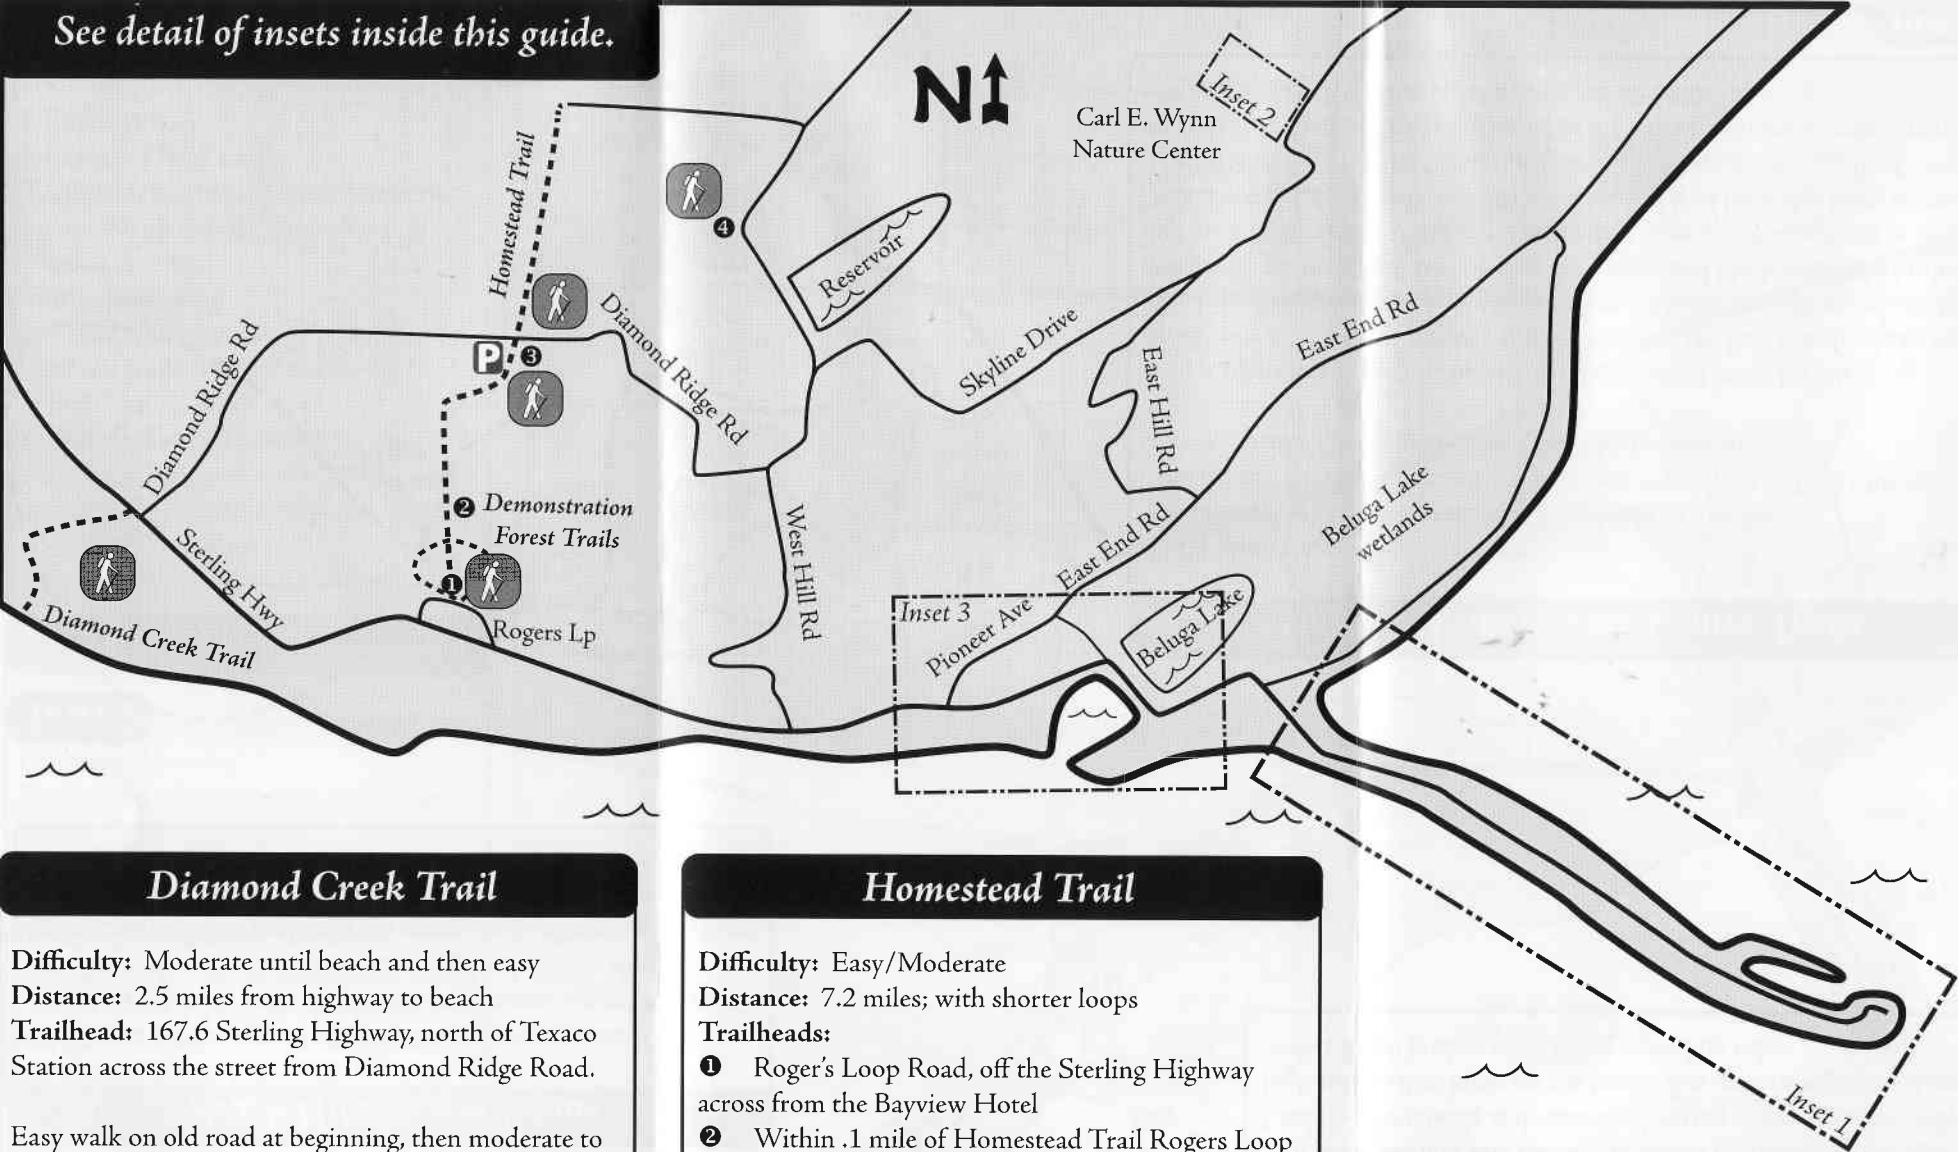 See detail of insets inside this guide.
N
Inset 2
Carl E. Wynn
Nature Center
Homestead Trail
4
Reservoir
Diamond Ridge Rd
Diamond Ridge Rd
P
3
Skyline Drive
East End Rd
East Hill Rd
2 Demonstration
Forest Trails
1
Sterling Hwy
West Hill Rd
Beluga Lake
wetlands
East End Rd
Diamond Creek Trail
Rogers Lp
Inset 3
Pioneer Ave
Beluga Lake
Inset 1
Diamond Creek Trail
Difficulty: Moderate until beach and then easy
Distance: 2.5 miles from highway to beach
Trailhead: 167.6 Sterling Highway, north of Texaco
Station across the street from Diamond Ridge Road.
Easy walk on old road at beginning, then moderate to
Homestead Trail
Difficulty: Easy/Moderate
Distance: 7.2 miles; with shorter loops
Trailheads:
1 Roger's Loop Road, off the Sterling Highway
across from the Bayview Hotel
2 Within .1 mile of Homestead Trail Rogers Loop